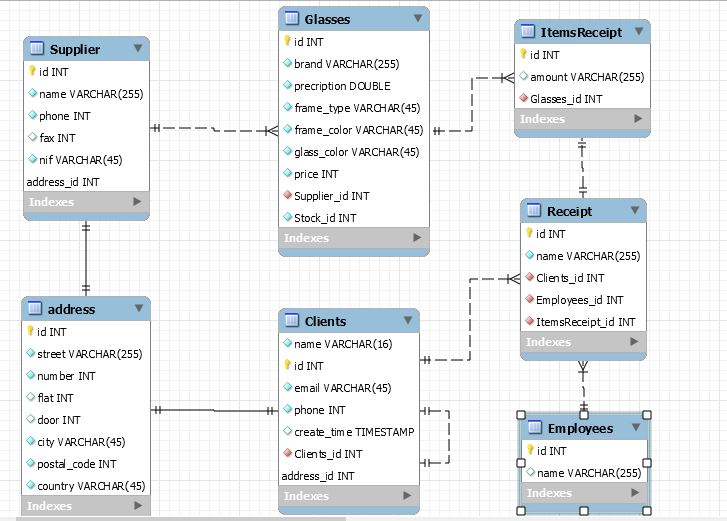 Supplier
id INT
name VARCHAR(255)
phone INT
fax INT
nif VARCHAR(45)
address_id INT
Indexes
Glasses
id INT
brand VARCHAR(255)
precription DOUBLE
frame_type VARCHAR(45)
frame_color VARCHAR(45)
glass_color VARCHAR(45)
price INT
Supplier_id INT
Stock_id INT
Indexes
ItemsReceipt
id INT
amount VARCHAR(255)
Glasses_id INT
Indexes
Receipt
id INT
name VARCHAR(255)
Clients_id INT
Employees_id INT
ItemsReceipt_id INT
Indexes
address
id INT
street VARCHAR(255)
number INT
flat INT
door INT
city VARCHAR(45)
postal_code INT
country VARCHAR(45)
Indexes
Clients
name VARCHAR(16)
id INT
email VARCHAR(45)
phone INT
create_time TIMESTAMP
Clients_id INT
address_id INT
Indexes
Employees
id INT
name VARCHAR(255)
Indexes